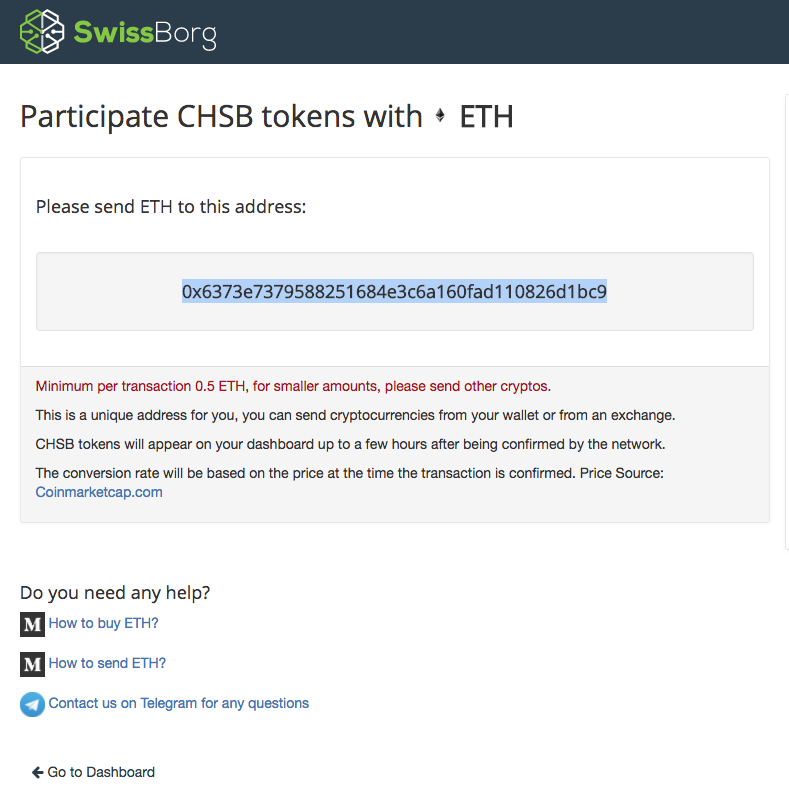 SwissBorg
Participate CHSB tokens with ETH
Please send ETH to this address:
0x6373e7379588251684e3c6a160fad110826d1bc9
Minimum per transaction 0.5 ETH, for smaller amounts, please send other cryptos.
This is a unique address for you, you can send cryptocurrencies from your wallet or from an exchange.
CHSB tokens will appear on your dashboard up to a few hours after being confirmed by the network.
The conversion rate will be based on the price at the time the transaction is confirmed. Price Source:
Coinmarketcap.com
Do you need any help?
M How to buy ETH?
M How to send ETH?
Contact us on Telegram for any questions
Go to Dashboard